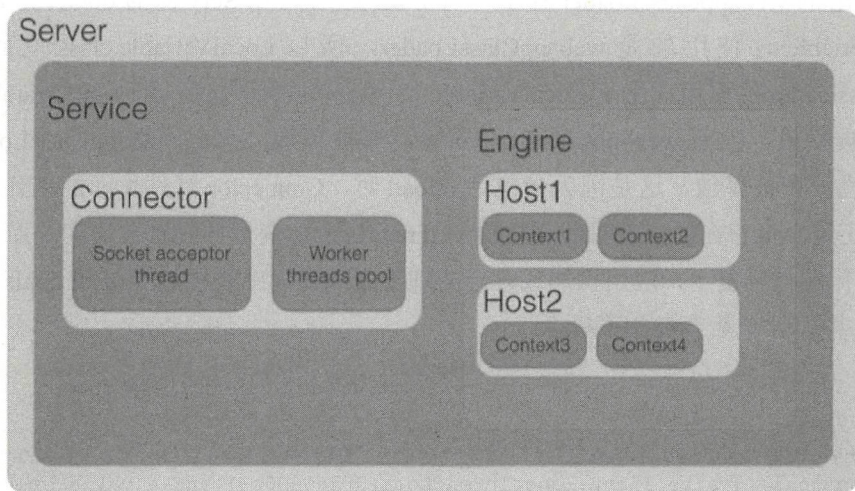 Server
Service
Engine
Connector
Socket acceptor
thread
Worker
threads pool
Host1
Context1
Context2
Host2
Context3
Context4